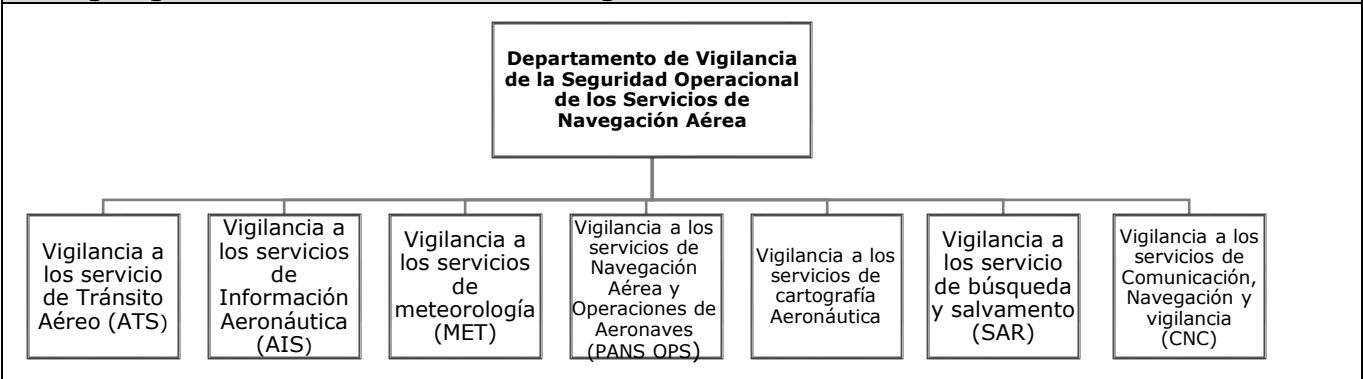 Departamento de Vigilancia
de la Seguridad Operacional
de los Servicios de
Navegación Aérea
Vigilancia a
los servicio
de Tránsito
Aéreo (ATS)
Vigilancia a
los servicios
de
Información
Aeronáutica
(AIS)
Vigilancia a
los servicios
de
meteorología
(MET)
Vigilancia a los
servicios de
Navegación
Aérea y
Operaciones de
Aeronaves
(PANS OPS)
Vigilancia a los
servicios de
cartografía
Aeronáutica
Vigilancia a
los servicio
de búsqueda
y salvamento
(SAR)
Vigilancia a los
servicios de
Comunicación,
Navegación y
vigilancia
(CNC)